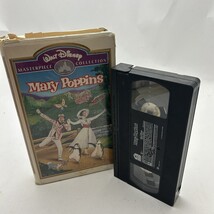 Walt Disney
MASTERPIECE COLLECTION
Mary Poppins